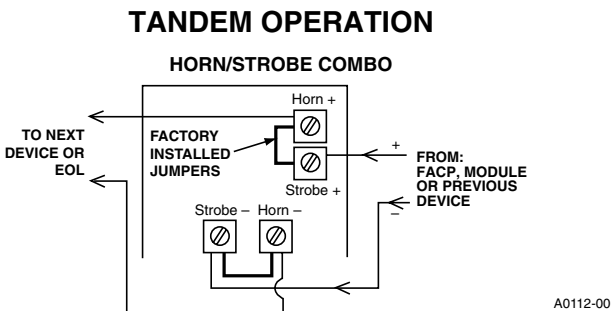 TANDEM OPERATION
HORN/STROBE COMBO
Horn +
TO NEXT
DEVICE OR
EOL
FACTORY
INSTALLED
JUMPERS
+
FROM:
FACP, MODULE
OR PREVIOUS
DEVICE
Strobe +
–
Strobe – Horn –
A0112-00